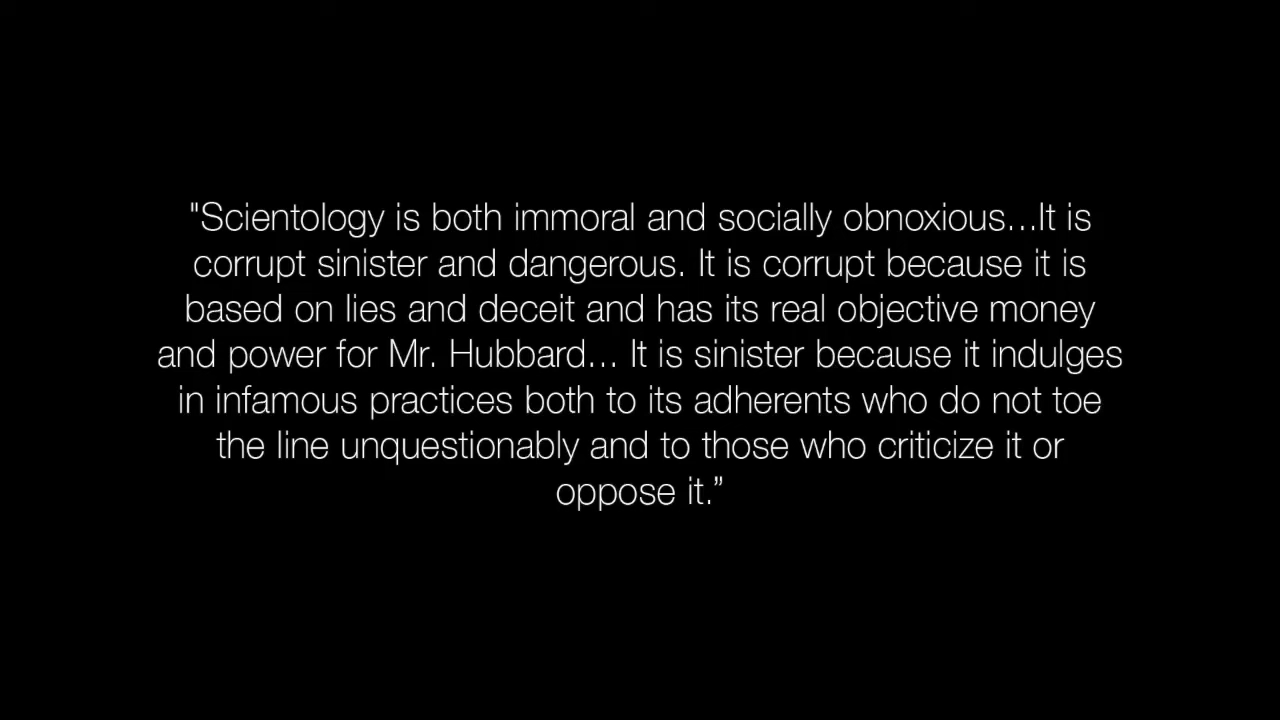 "Scientology is both immoral and socially obnoxious...It is
corrupt sinister and dangerous. It is corrupt because it is
based on lies and deceit and has its real objective money
and power for Mr. Hubbard... It is sinister because it indulges
in infamous practices both to its adherents who do not toe
the line unquestionably and to those who criticize it or
oppose it.”